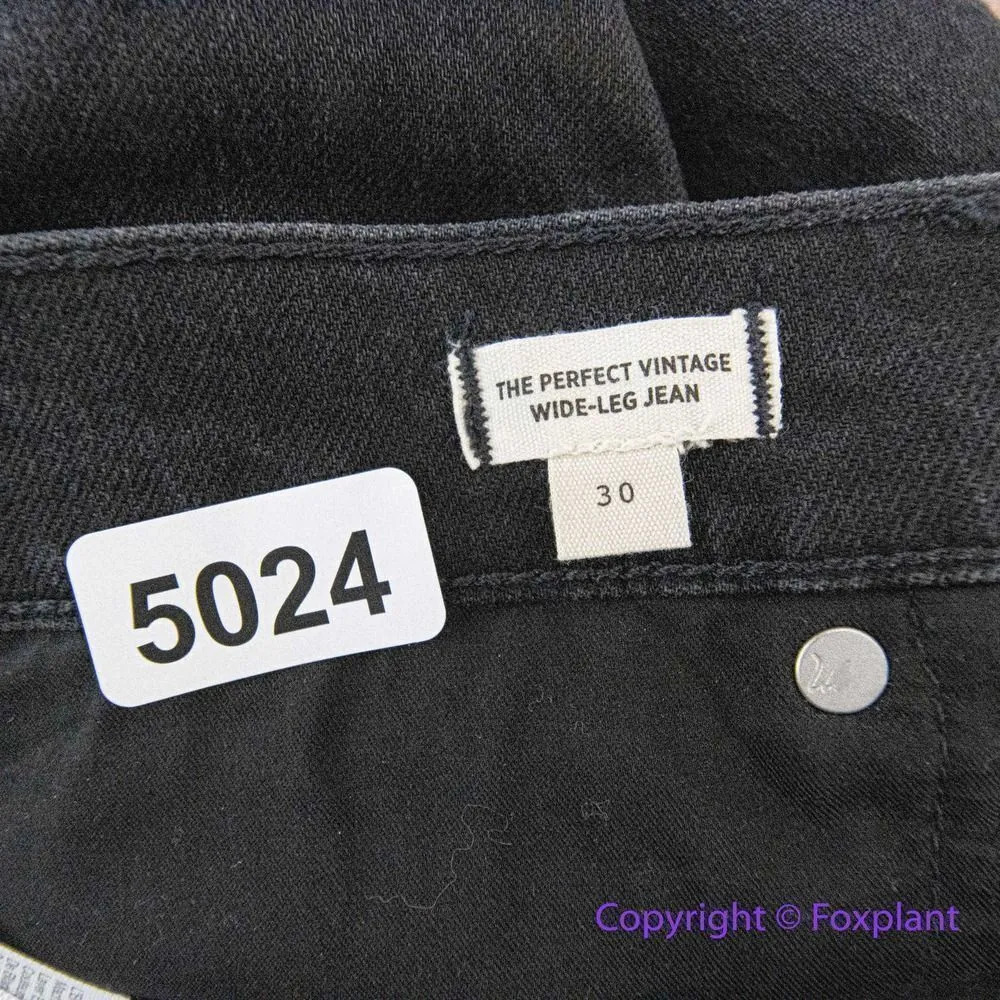 THE PERFECT VINTAGE
WIDE-LEG JEAN
30
5024
Copyright © Foxplant